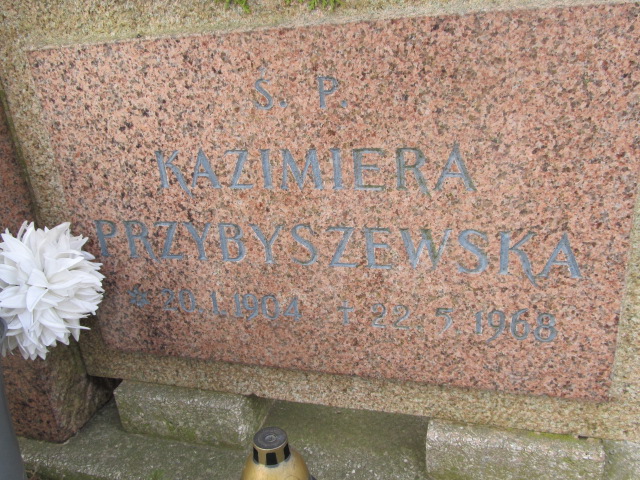 Ś. P.
KAZIMIERA
PRZYBYSZEWSKA
* 20.1.1904 + 22.5.1968